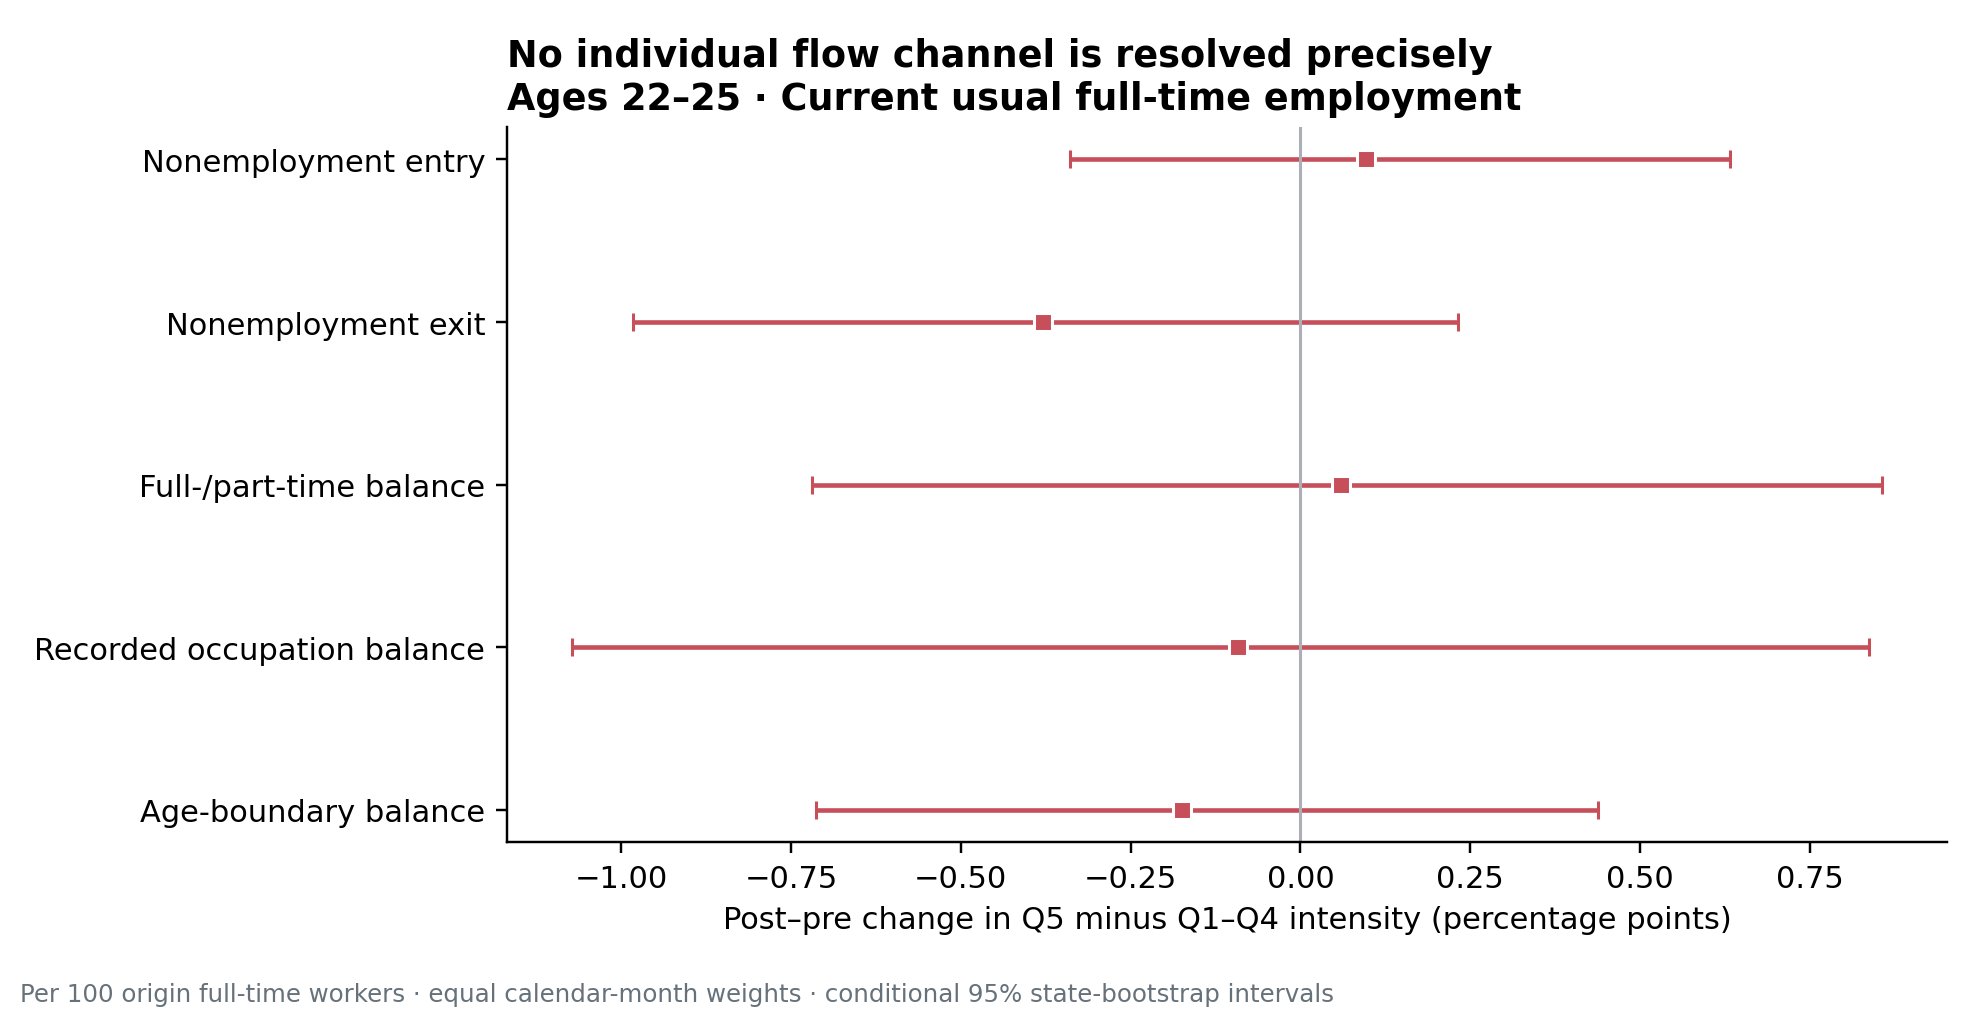 No individual flow channel is resolved precisely
Ages 22–25 · Current usual full-time employment
Nonemployment entry
Nonemployment exit
Full-/part-time balance
Recorded occupation balance
Age-boundary balance
−1.00 −0.75 −0.50 −0.25 0.00 0.25 0.50 0.75
Post–pre change in Q5 minus Q1–Q4 intensity (percentage points)
Per 100 origin full-time workers · equal calendar-month weights · conditional 95% state-bootstrap intervals